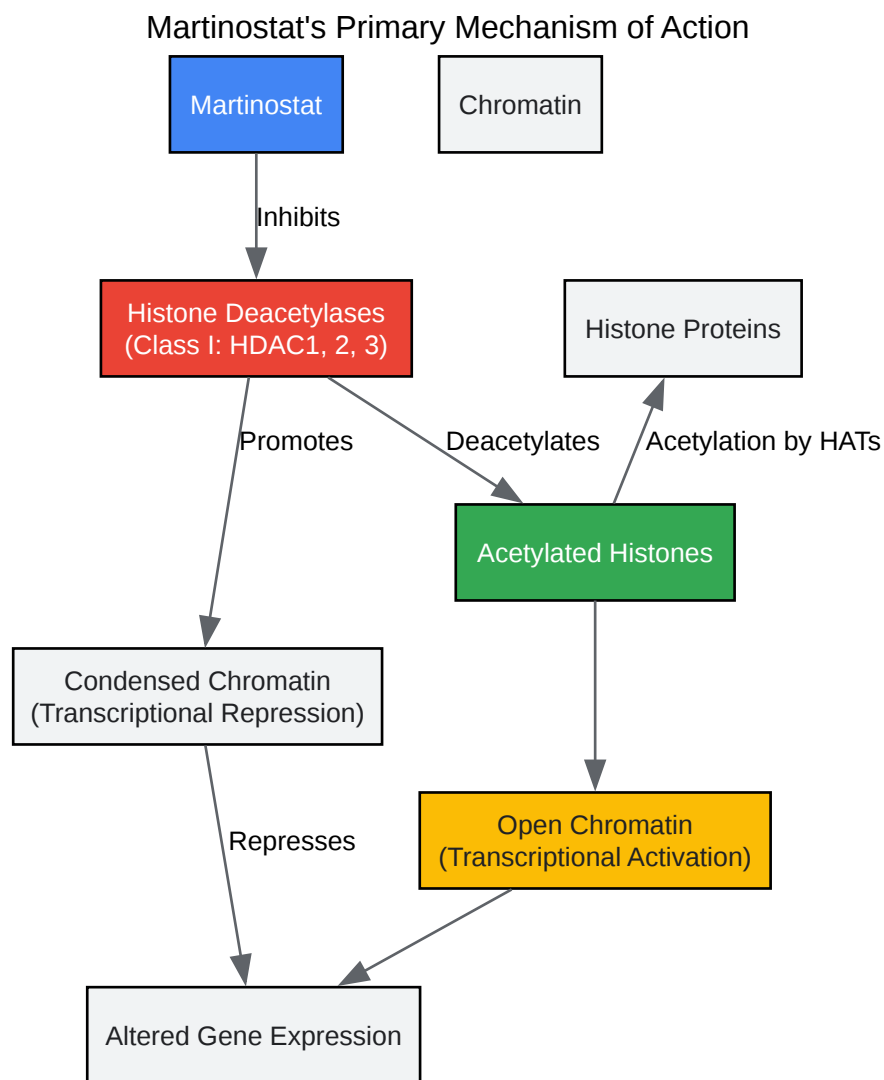 Martinostat's Primary Mechanism of Action
Martinostat
Chromatin
Inhibits
Histone Deacetylases
(Class I: HDAC1, 2, 3)
Histone Proteins
Promotes
Deacetylates
Acetylation by HATs
Acetylated Histones
Condensed Chromatin
(Transcriptional Repression)
Open Chromatin
(Transcriptional Activation)
Represses
Altered Gene Expression